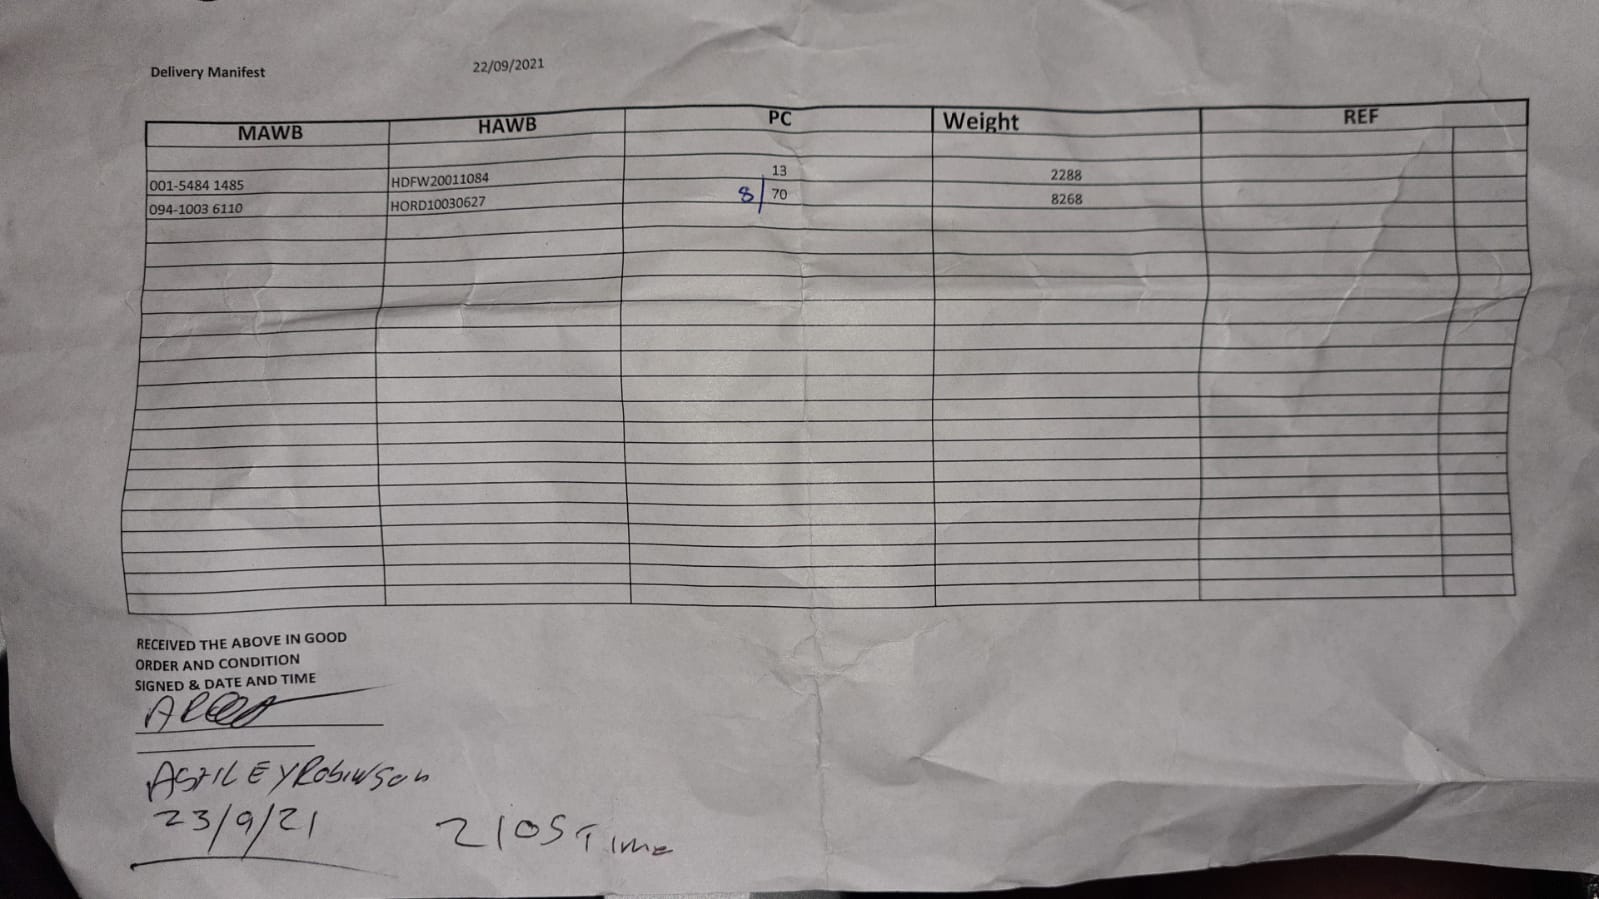 Delivery Manifest 22/09/2021
MAWB HAWB PC Weight REF
001-5484 1485 HDFW20011084 13 2288
094-1003 6110 HORD10030627 8/70 8268
RECEIVED THE ABOVE IN GOOD
ORDER AND CONDITION
SIGNED & DATE AND TIME
ASHLEY Robinson
23/9/21 2105 Time